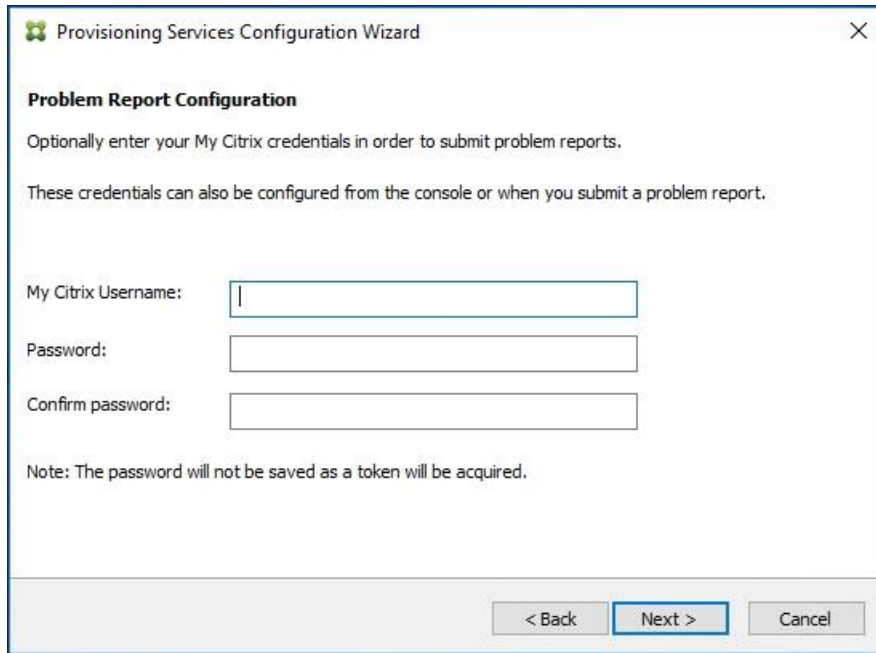 Provisioning Services Configuration Wizard
Problem Report Configuration
Optionally enter your My Citrix credentials in order to submit problem reports.
These credentials can also be configured from the console or when you submit a problem report.
My Citrix Username:
Password:
Confirm password:
Note: The password will not be saved as a token will be acquired.
< Back Next > Cancel